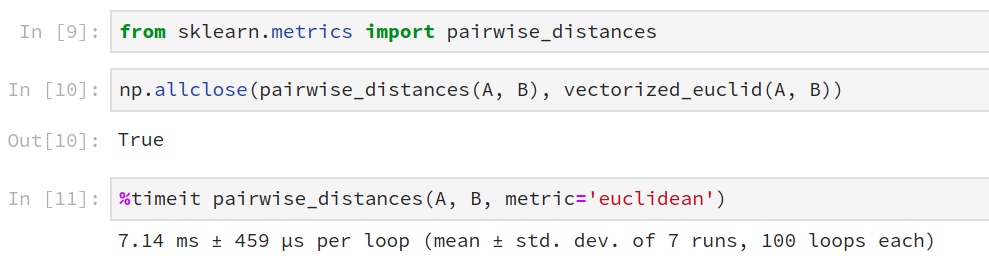 In [9]: from sklearn.metrics import pairwise_distances
In [10]: np.allclose(pairwise_distances(A, B), vectorized_euclid(A, B))
Out[10]: True
In [11]: %timeit pairwise_distances(A, B, metric='euclidean')
7.14 ms ± 459 µs per loop (mean ± std. dev. of 7 runs, 100 loops each)